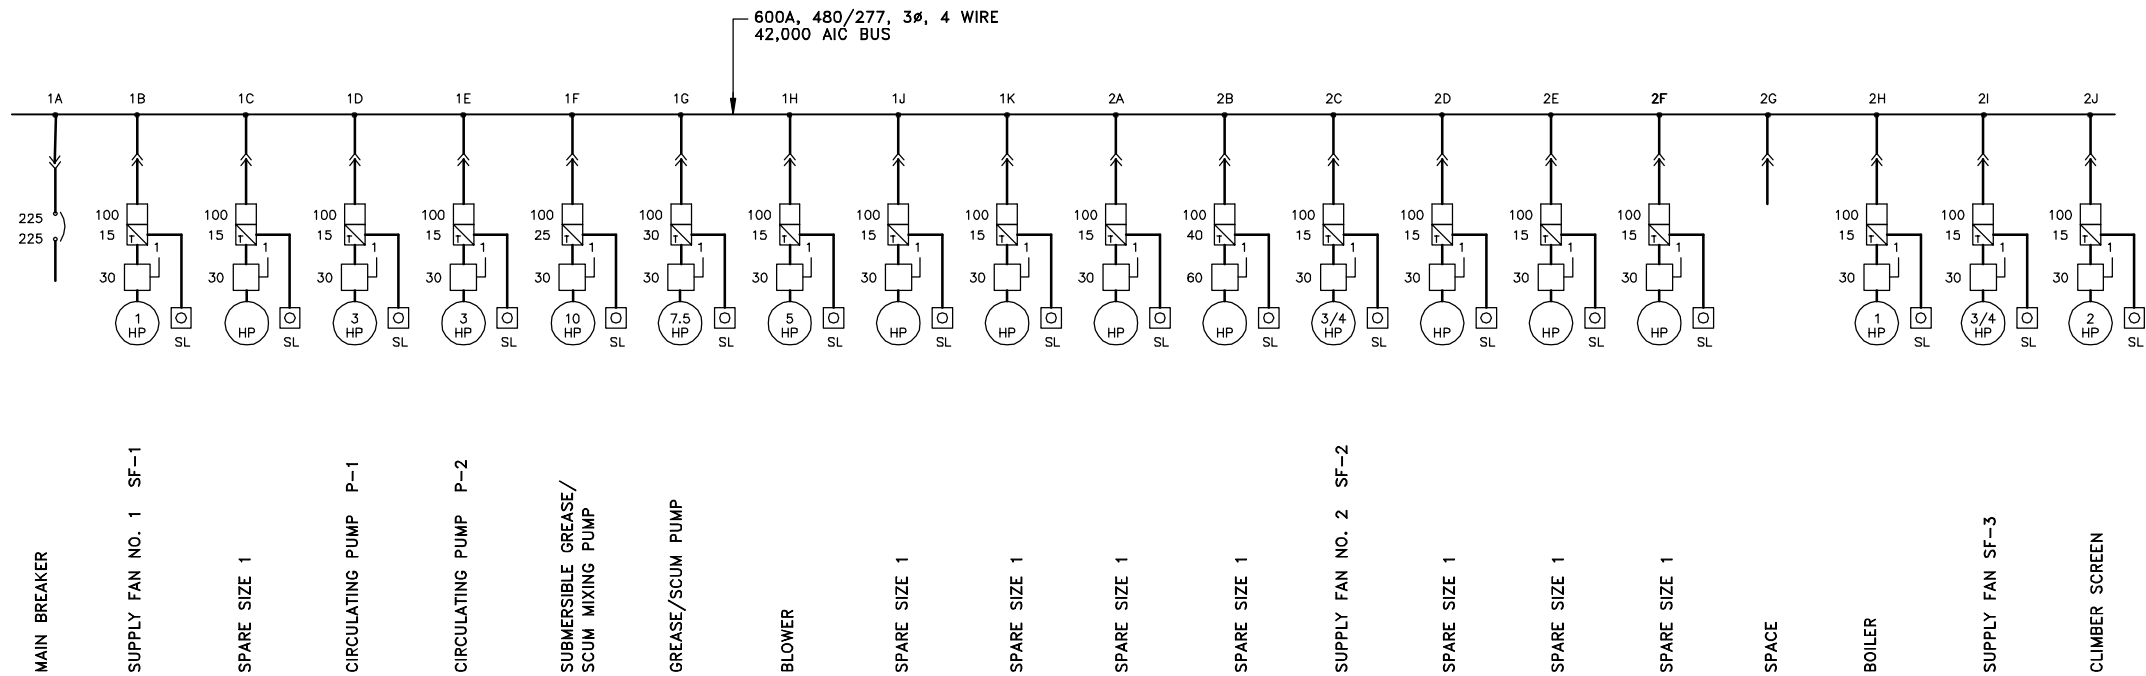 600A, 480/277, 3ø, 4 WIRE
42,000 AIC BUS
1A 1B 1C 1D 1E 1F 1G 1H 1J 1K 2A 2B 2C 2D 2E 2F 2G 2H 2I 2J
225 100 100 100 100 100 100 100 100 100 100 100 100 100 100 100 100 100 100
225 15 T 15 T 15 T 15 T 25 T 30 T 15 T 15 T 15 T 15 T 40 T 15 T 15 T 15 T 15 T 15 T 15 T 15 T
1 1 1 1 1 1 1 1 1 1 1 1 1 1 1 1 1 1
30 30 30 30 30 30 30 30 30 30 60 30 30 30 30 30 30 30
1 3 3 10 7.5 5 3/4 1 3/4 2
HP HP HP HP HP HP HP HP HP HP HP HP HP HP HP HP HP HP
SL SL SL SL SL SL SL SL SL SL SL SL SL SL SL SL SL SL
MAIN BREAKER
SUPPLY FAN NO. 1 SF-1
SPARE SIZE 1
CIRCULATING PUMP P-1
CIRCULATING PUMP P-2
SUBMERSIBLE GREASE/
SCUM MIXING PUMP
GREASE/SCUM PUMP
BLOWER
SPARE SIZE 1
SPARE SIZE 1
SPARE SIZE 1
SPARE SIZE 1
SUPPLY FAN NO. 2 SF-2
SPARE SIZE 1
SPARE SIZE 1
SPARE SIZE 1
SPACE
BOILER
SUPPLY FAN SF-3
CLIMBER SCREEN